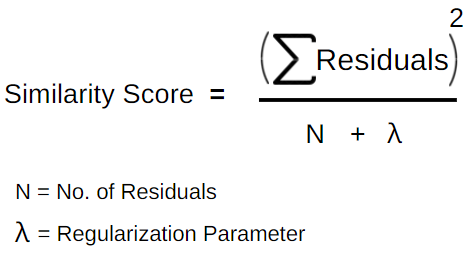 2
(∑Residuals)
Similarity Score =
N + λ
N = No. of Residuals
λ = Regularization Parameter